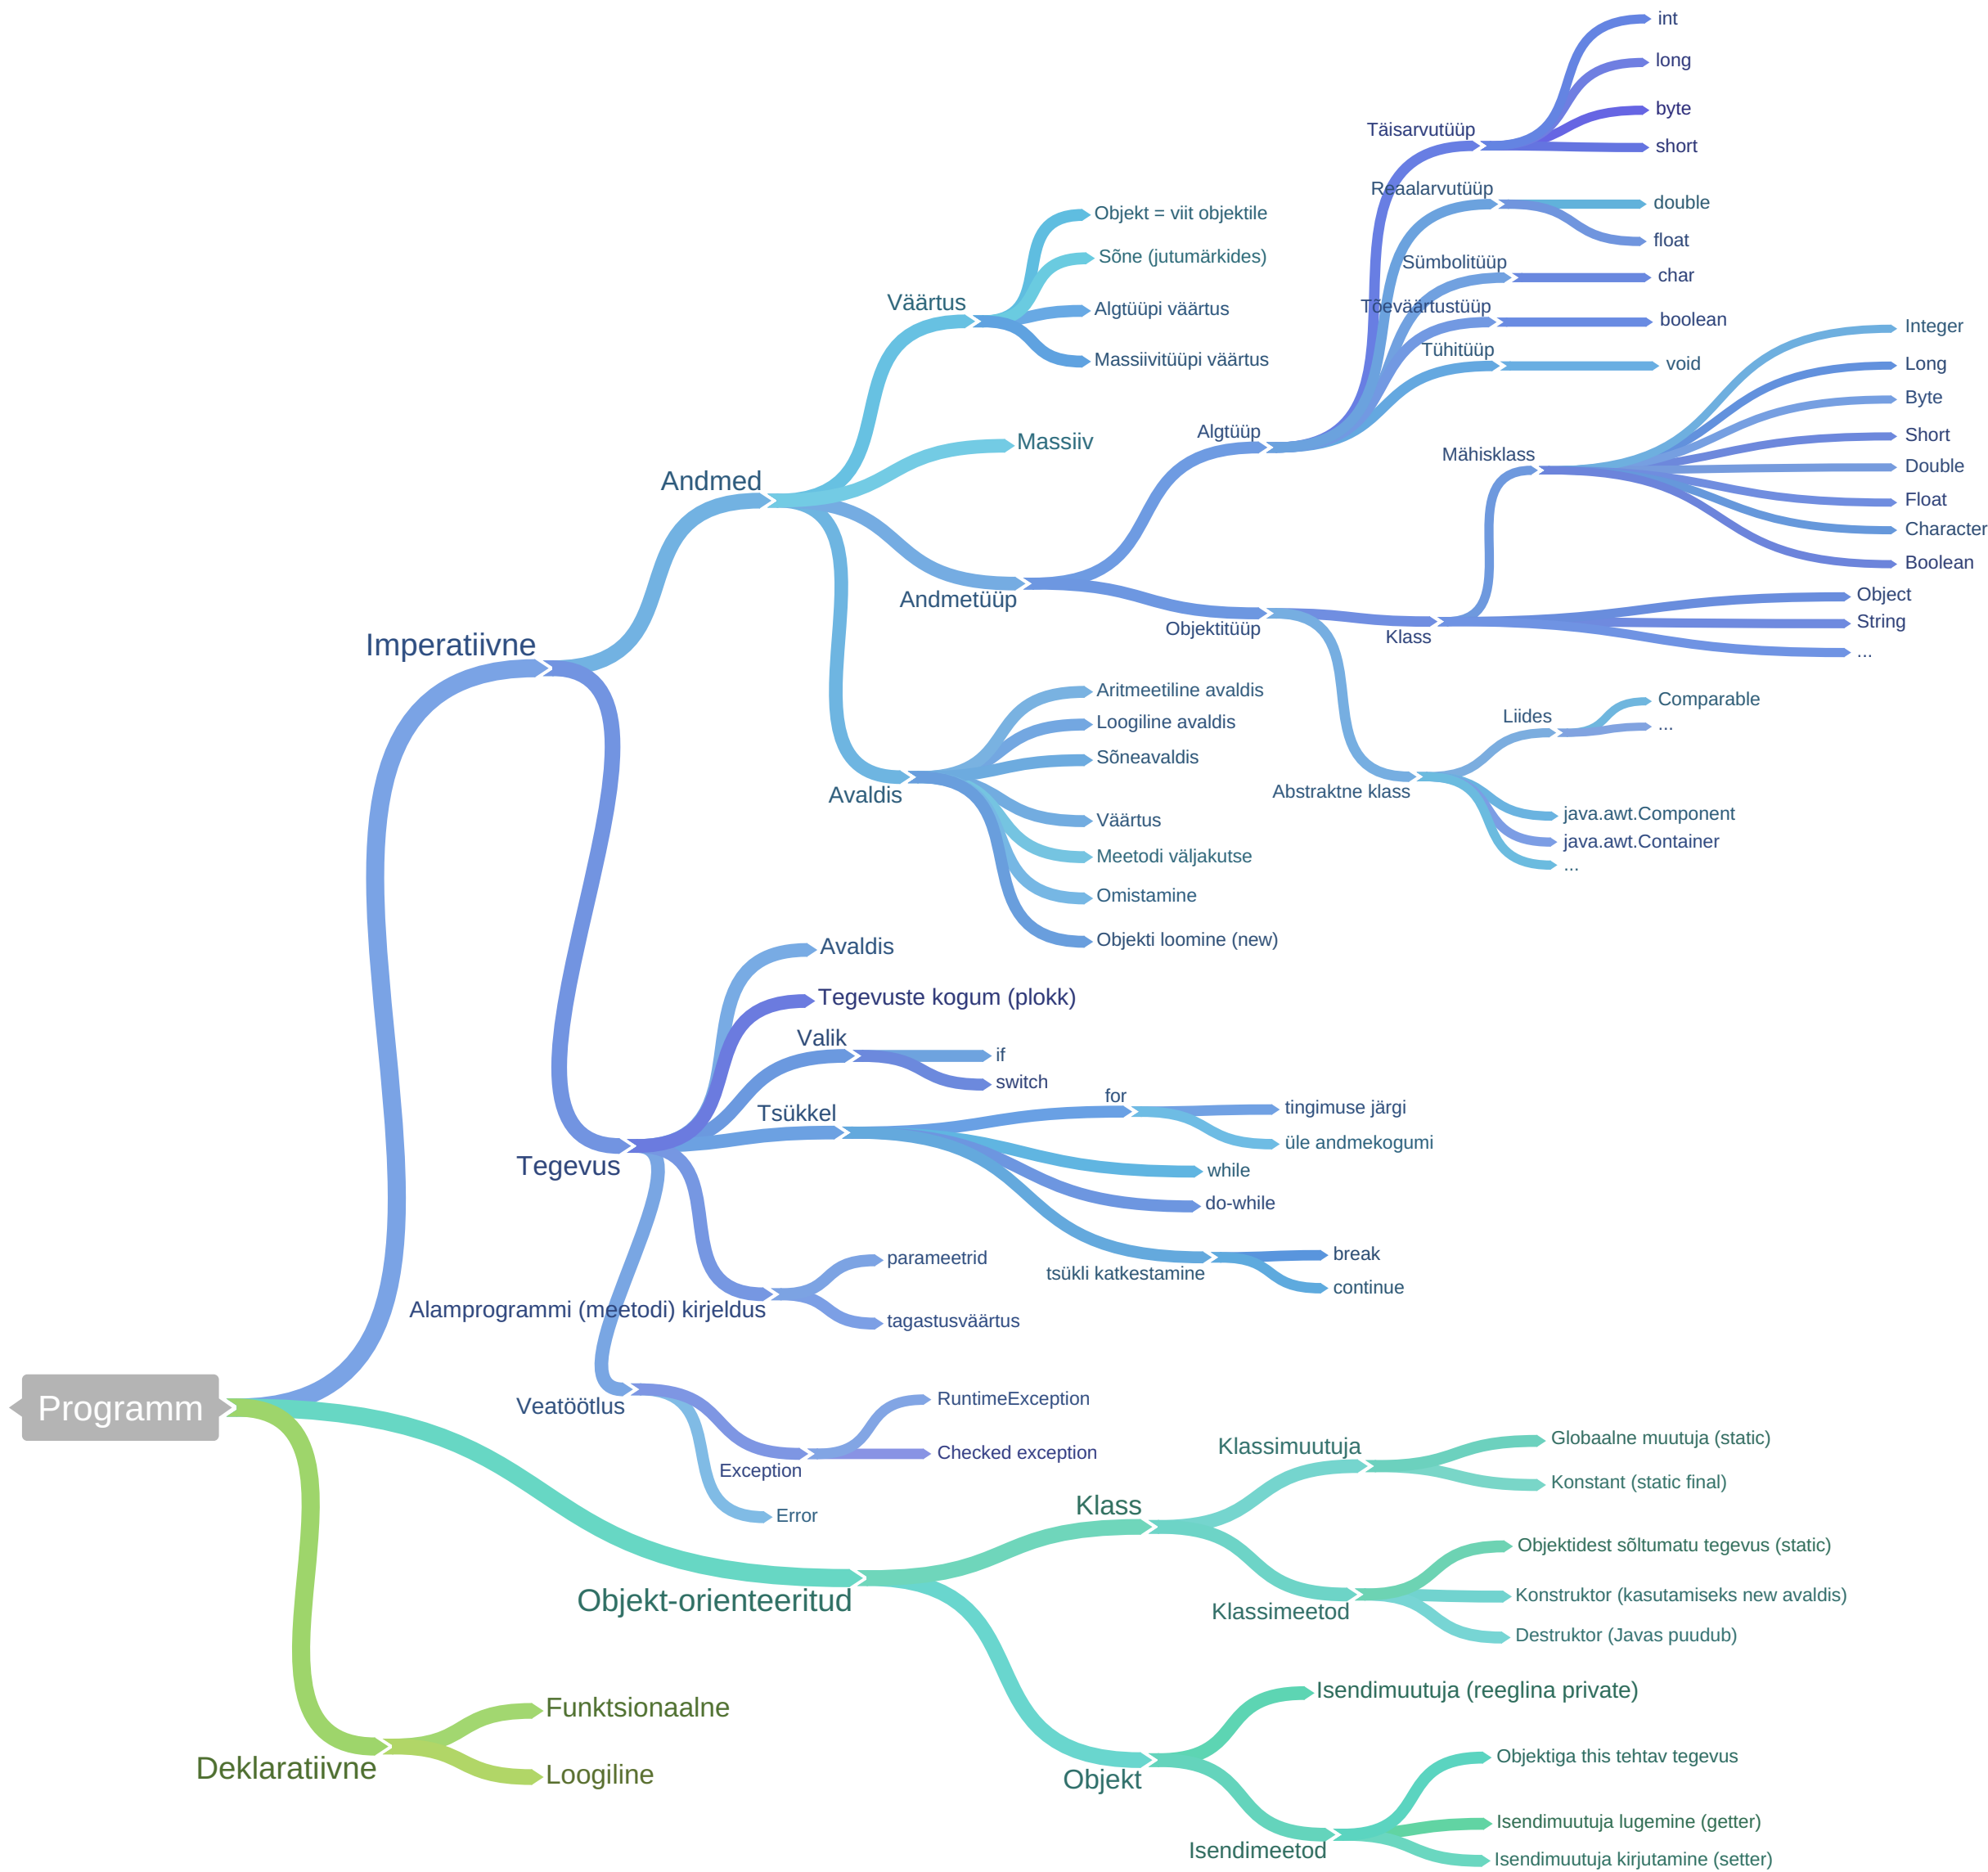 Programm
Imperatiivne
Andmed
Väärtus
Objekt = viit objektile
Sõne (jutumärkides)
Algtüüpi väärtus
Massiivitüüpi väärtus
Massiiv
Andmetüüp
Algtüüp
Täisarvutüüp
int
long
byte
short
Reaalarvutüüp
double
float
Sümbolitüüp
char
Tõeväärtustüüp
boolean
Tühitüüp
void
Objektitüüp
Klass
Mähisklass
Integer
Long
Byte
Short
Double
Float
Character
Boolean
Object
String
...
Abstraktne klass
Liides
Comparable
...
java.awt.Component
java.awt.Container
...
Avaldis
Aritmeetiline avaldis
Loogiline avaldis
Sõneavaldis
Väärtus
Meetodi väljakutse
Omistamine
Objekti loomine (new)
Tegevus
Avaldis
Tegevuste kogum (plokk)
Valik
if
switch
Tsükkel
for
tingimuse järgi
üle andmekogumi
while
do-while
tsükli katkestamine
break
continue
Alamprogrammi (meetodi) kirjeldus
parameetrid
tagastusväärtus
Veatöötlus
Exception
RuntimeException
Checked exception
Error
Objekt-orienteeritud
Klass
Klassimuutuja
Globaalne muutuja (static)
Konstant (static final)
Klassimeetod
Objektidest sõltumatu tegevus (static)
Konstruktor (kasutamiseks new avaldis)
Destruktor (Javas puudub)
Objekt
Isendimuutuja (reeglina private)
Isendimeetod
Objektiga this tehtav tegevus
Isendimuutuja lugemine (getter)
Isendimuutuja kirjutamine (setter)
Deklaratiivne
Funktsionaalne
Loogiline